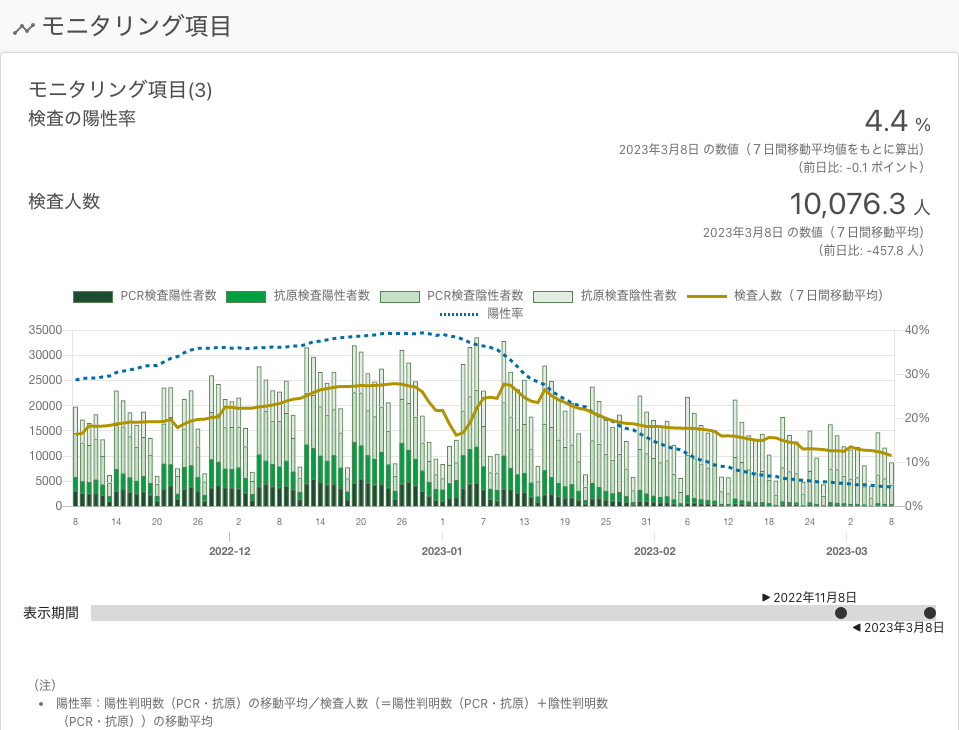 モニタリング項目
モニタリング項目(3)
検査の陽性率
4.4 %
2023年3月8日 の数値（７日間移動平均値をもとに算出）
（前日比: -0.1 ポイント）
検査人数
10,076.3 人
2023年3月8日 の数値（７日間移動平均）
（前日比: -457.8 人）
PCR検査陽性者数 抗原検査陽性者数 PCR検査陰性者数 抗原検査陰性者数 検査人数（７日間移動平均）
陽性率
35000 40%
30000
25000 30%
20000
15000 20%
10000 10%
5000
0 0%
8 14 20 26 2 8 14 20 26 1 7 13 19 25 31 6 12 18 24 2 8
2022-12 2023-01 2023-02 2023-03
▶ 2022年11月8日
表示期間
◀ 2023年3月8日
（注）
• 陽性率：陽性判明数（PCR・抗原）の移動平均／検査人数（＝陽性判明数（PCR・抗原）＋陰性判明数
（PCR・抗原））の移動平均